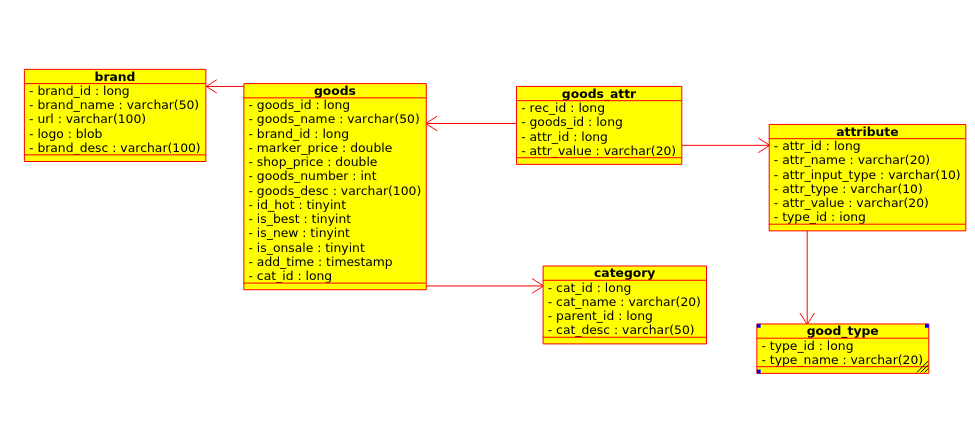 brand
- brand_id : long
- brand_name : varchar(50)
- url : varchar(100)
- logo : blob
- brand_desc : varchar(100)
goods
- goods_id : long
- goods_name : varchar(50)
- brand_id : long
- marker_price : double
- shop_price : double
- goods_number : int
- goods_desc : varchar(100)
- id_hot : tinyint
- is_best : tinyint
- is_new : tinyint
- is_onsale : tinyint
- add_time : timestamp
- cat_id : long
goods_attr
- rec_id : long
- goods_id : long
- attr_id : long
- attr_value : varchar(20)
attribute
- attr_id : long
- attr_name : varchar(20)
- attr_input_type : varchar(10)
- attr_type : varchar(10)
- attr_value : varchar(20)
- type_id : iong
category
- cat_id : long
- cat_name : varchar(20)
- parent_id : long
- cat_desc : varchar(50)
good_type
- type_id : long
- type_name : varchar(20)